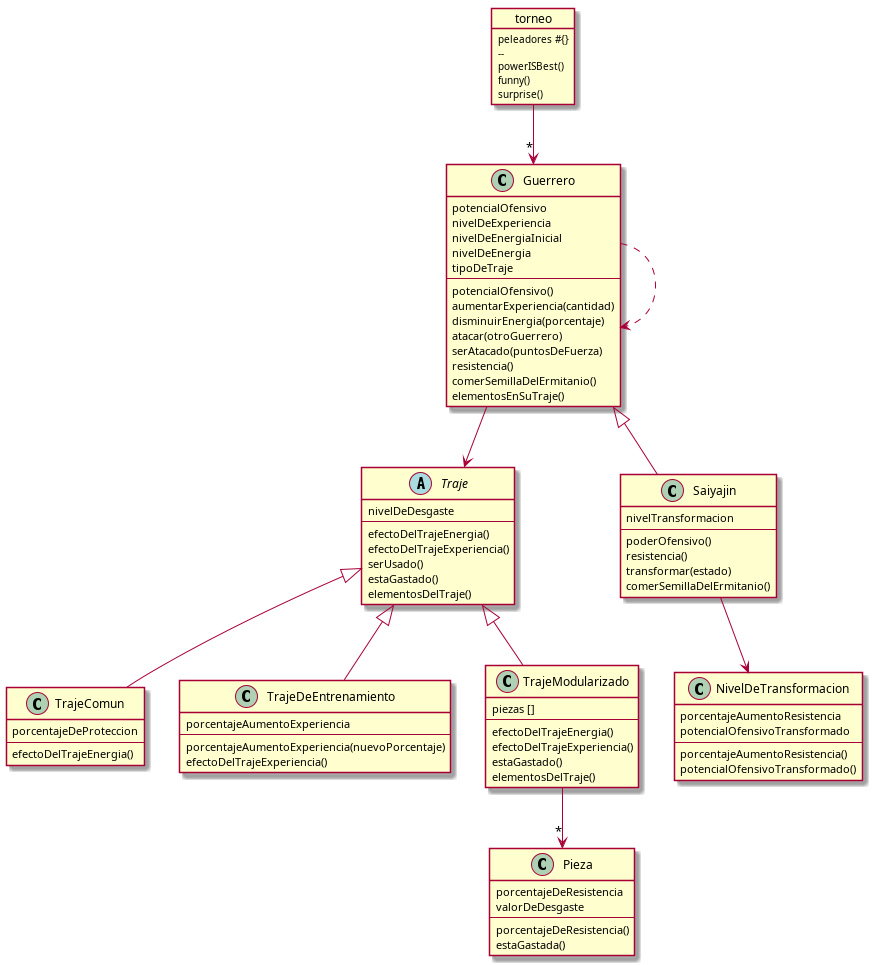 torneo
peleadores #{}
--
powerISBest()
funny()
surprise()
*
C Guerrero
potencialOfensivo
nivelDeExperiencia
nivelDeEnergiaInicial
nivelDeEnergia
tipoDeTraje
potencialOfensivo()
aumentarExperiencia(cantidad)
disminuirEnergia(porcentaje)
atacar(otroGuerrero)
serAtacado(puntosDeFuerza)
resistencia()
comerSemillaDelErmitanio()
elementosEnSuTraje()
A Traje
nivelDeDesgaste
efectoDelTrajeEnergia()
efectoDelTrajeExperiencia()
serUsado()
estaGastado()
elementosDelTraje()
C Saiyajin
nivelTransformacion
poderOfensivo()
resistencia()
transformar(estado)
comerSemillaDelErmitanio()
C TrajeComun
porcentajeDeProteccion
efectoDelTrajeEnergia()
C TrajeDeEntrenamiento
porcentajeAumentoExperiencia
porcentajeAumentoExperiencia(nuevoPorcentaje)
efectoDelTrajeExperiencia()
C TrajeModularizado
piezas []
efectoDelTrajeEnergia()
efectoDelTrajeExperiencia()
estaGastado()
elementosDelTraje()
C NivelDeTransformacion
porcentajeAumentoResistencia
potencialOfensivoTransformado
porcentajeAumentoResistencia()
potencialOfensivoTransformado()
*
C Pieza
porcentajeDeResistencia
valorDeDesgaste
porcentajeDeResistencia()
estaGastada()